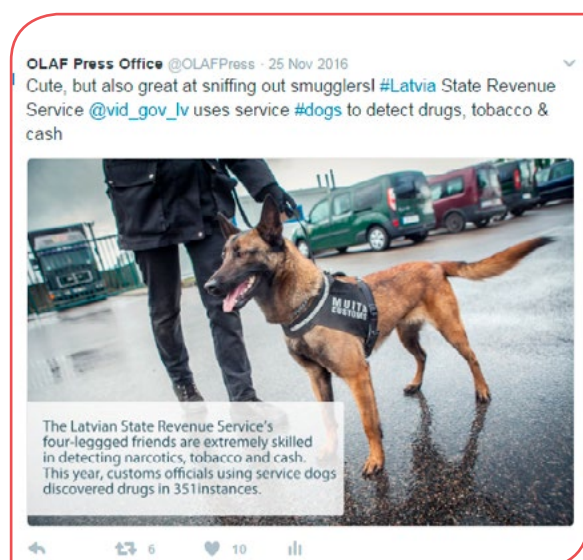 OLAF Press Office @OLAFPress · 25 Nov 2016
Cute, but also great at sniffing out smugglers! #Latvia State Revenue
Service @vid_gov_lv uses service #dogs to detect drugs, tobacco &
cash
MUITA
CUSTOMS
The Latvian State Revenue Service's
four-leggged friends are extremely skilled
in detecting narcotics, tobacco and cash.
This year, customs officials using service dogs
discovered drugs in 351instances.
6 10